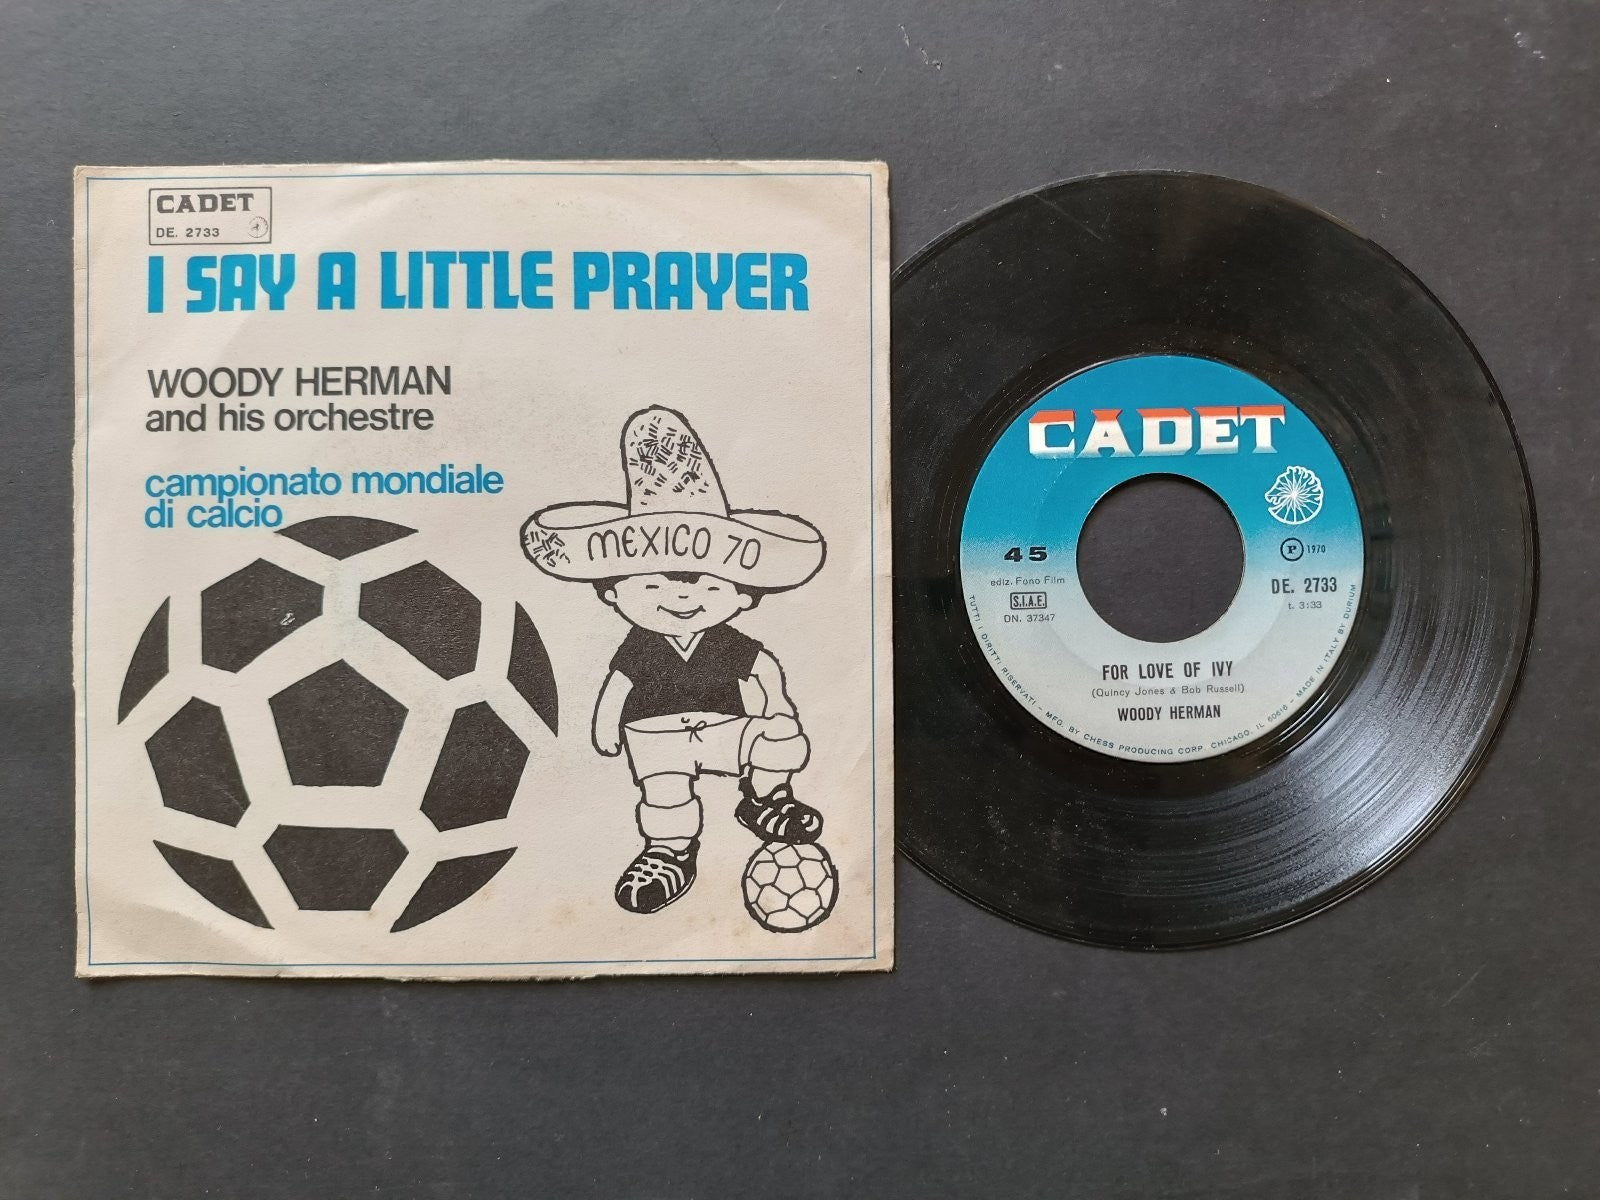 CADET
DE. 2733
I SAY A LITTLE PRAYER
WOODY HERMAN
and his orchestre
campionato mondiale
di calcio
MEXICO 70
CADET
45
ediz. Fono Film
S.I.A.E.
DN. 37347
P 1970
DE. 2733
t. 3:33
FOR LOVE OF IVY
(Quincy Jones & Bob Russell)
WOODY HERMAN
TUTTI I DIRITTI RISERVATI - MFG. BY CHESS PRODUCING CORP. CHICAGO, IL 60616 - MADE IN ITALY BY DURIUM